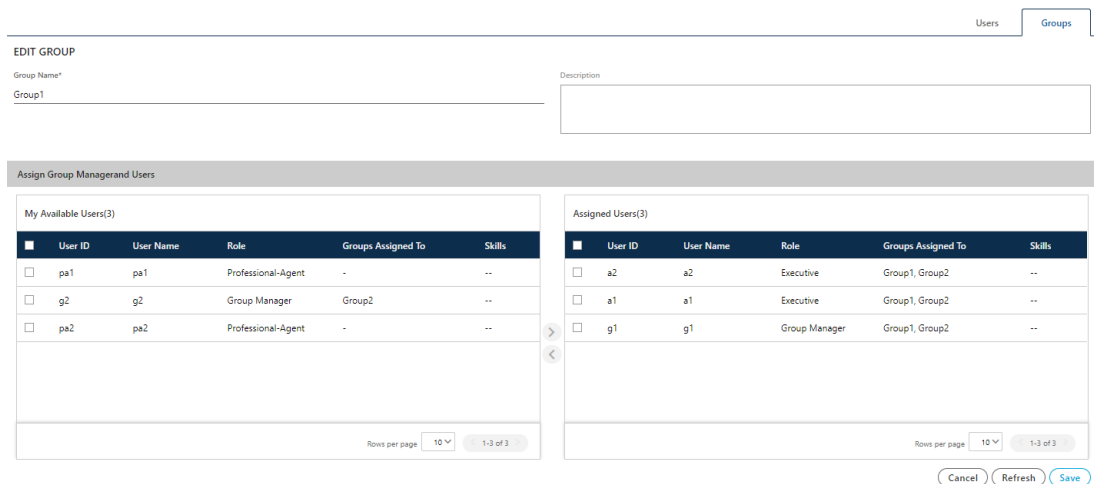 Users Groups
EDIT GROUP
Group Name* Description
Group1
Assign Group Managerand Users
My Available Users(3) Assigned Users(3)
User ID User Name Role Groups Assigned To Skills User ID User Name Role Groups Assigned To Skills
pa1 pa1 Professional-Agent - -- a2 a2 Executive Group1, Group2 --
g2 g2 Group Manager Group2 -- a1 a1 Executive Group1, Group2 --
pa2 pa2 Professional-Agent - -- g1 g1 Group Manager Group1, Group2 --
Rows per page 10 1-3 of 3 Rows per page 10 1-3 of 3
Cancel Refresh Save